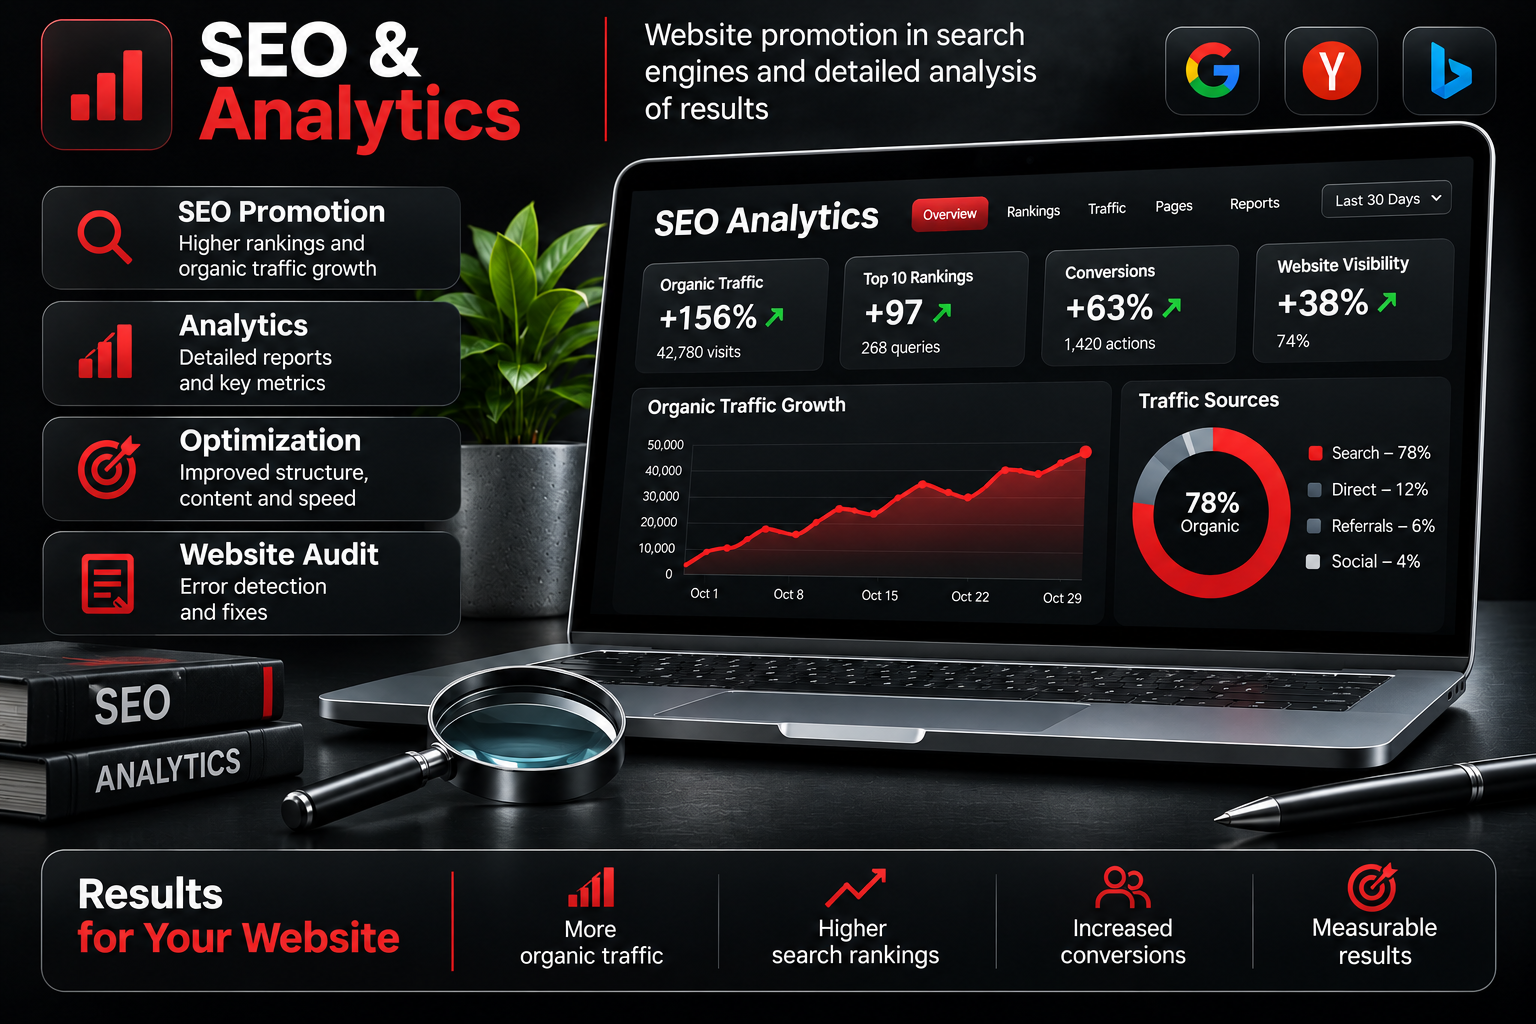 SEO &
Analytics
Website promotion in search
engines and detailed analysis
of results
SEO Promotion
Higher rankings and
organic traffic growth
Analytics
Detailed reports
and key metrics
Optimization
Improved structure,
content and speed
Website Audit
Error detection
and fixes
SEO Analytics
Overview
Rankings
Traffic
Pages
Reports
Last 30 Days
Organic Traffic
+156%
42,780 visits
Top 10 Rankings
+97
268 queries
Conversions
+63%
1,420 actions
Website Visibility
+38%
74%
Organic Traffic Growth
50,000
40,000
30,000
20,000
10,000
0
Oct 1
Oct 8
Oct 15
Oct 22
Oct 29
Traffic Sources
78%
Organic
Search – 78%
Direct – 12%
Referrals – 6%
Social – 4%
SEO
ANALYTICS
Results
for Your Website
More
organic traffic
Higher
search rankings
Increased
conversions
Measurable
results